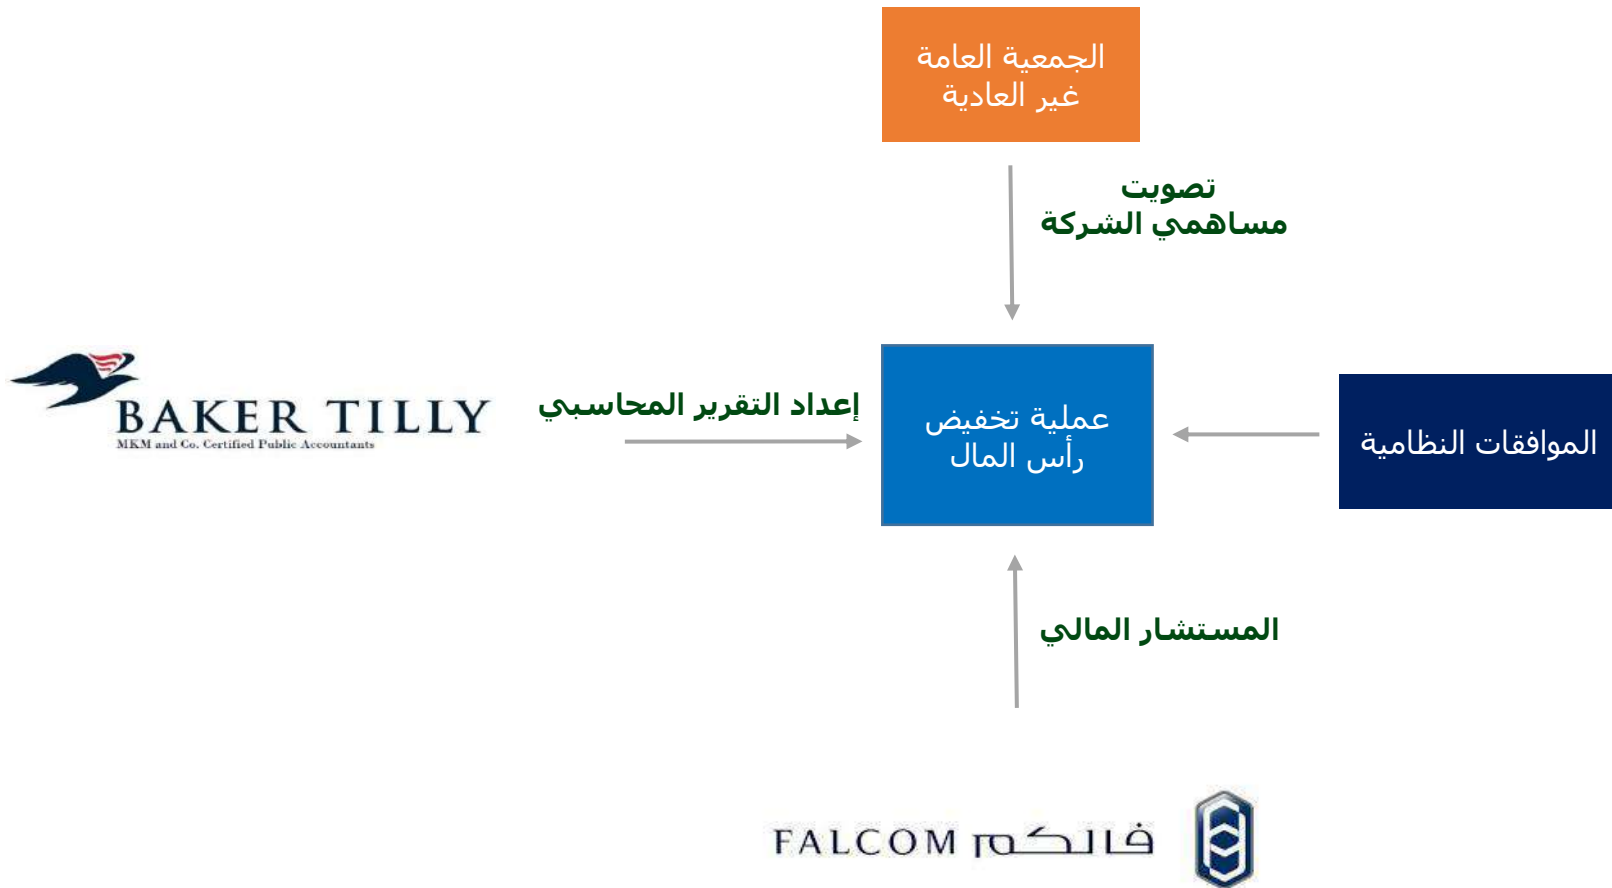 الجمعية العامة
غير العادية
تصويت
مساهمي الشركة
BAKER TILLY
MKM and Co. Certified Public Accountants
إعداد التقرير المحاسبي
عملية تخفيض
رأس المال
الموافقات النظامية
المستشار المالي
FALCOM فالكم